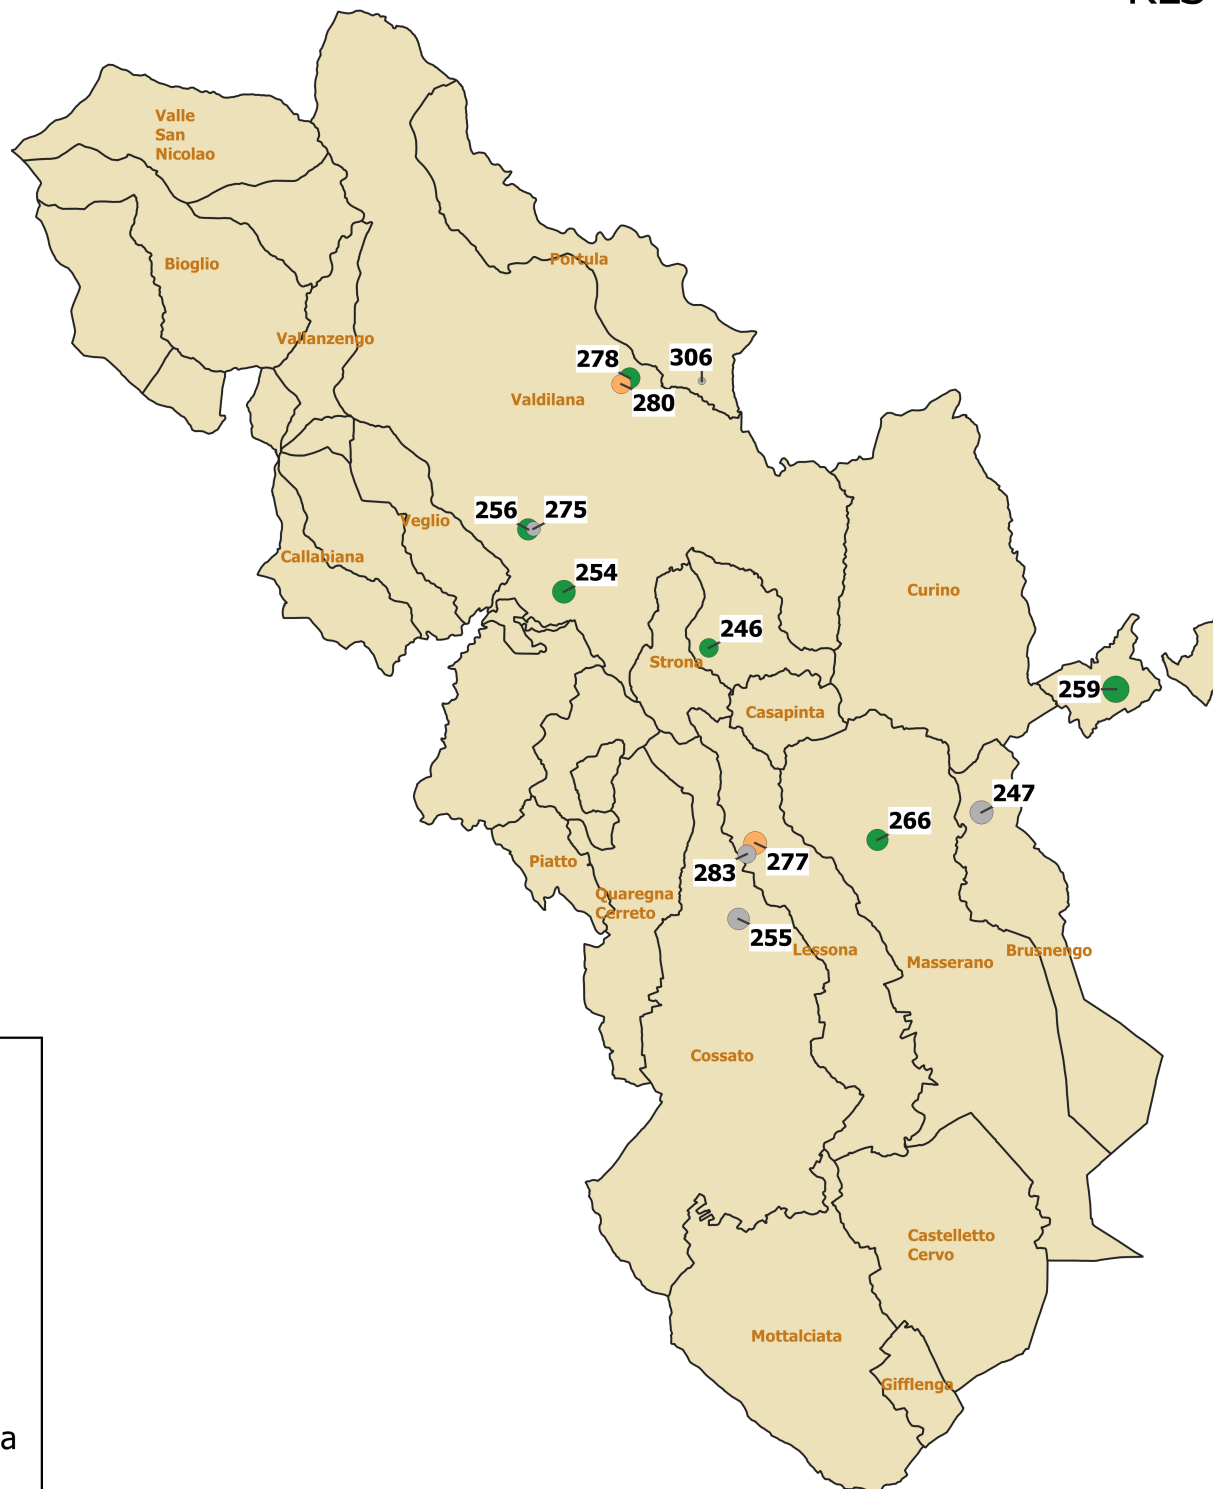 Valle
San
Nicolao
Bioglio
Portula
Vallanzengo
278
306
Valdilana
280
256
275
Veglio
Callabiana
254
Curino
246
Strona
259
Casapinta
247
266
Piatto
277
283
Quaregna
Cerreto
255
Lessona
Brusnengo
Masserano
Cossato
Castelletto
Cervo
Mottalciata
Gifflenga
a